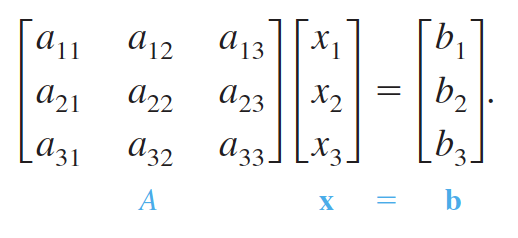 [a₁₁ a₁₂ a₁₃] [x₁] [b₁]
[a₂₁ a₂₂ a₂₃] [x₂] = [b₂].
[a₃₁ a₃₂ a₃₃] [x₃] [b₃]
A x = b